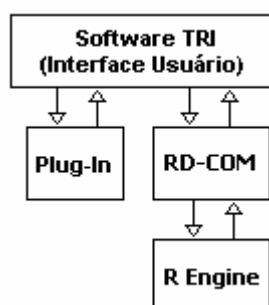 Software TRI
(Interface Usuário)
Plug-In
RD-COM
R Engine